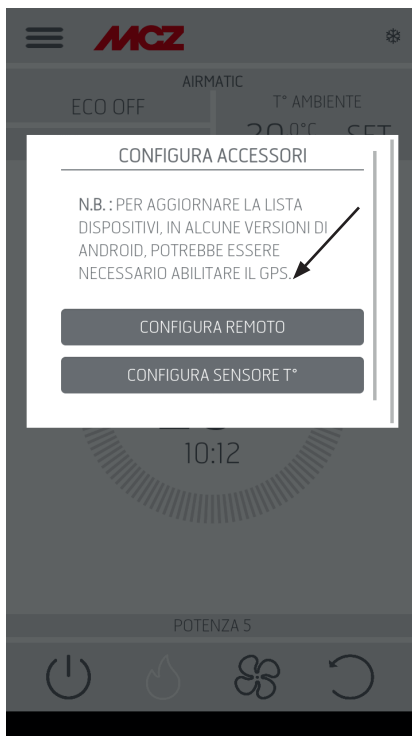 MCZ
AIRMATIC
ECO OFF
T° AMBIENTE
SET
CONFIGURA ACCESSORI
N.B. : PER AGGIORNARE LA LISTA
DISPOSITIVI, IN ALCUNE VERSIONI DI
ANDROID, POTREBBE ESSERE
NECESSARIO ABILITARE IL GPS.
CONFIGURA REMOTO
CONFIGURA SENSORE T°
10:12
POTENZA 5